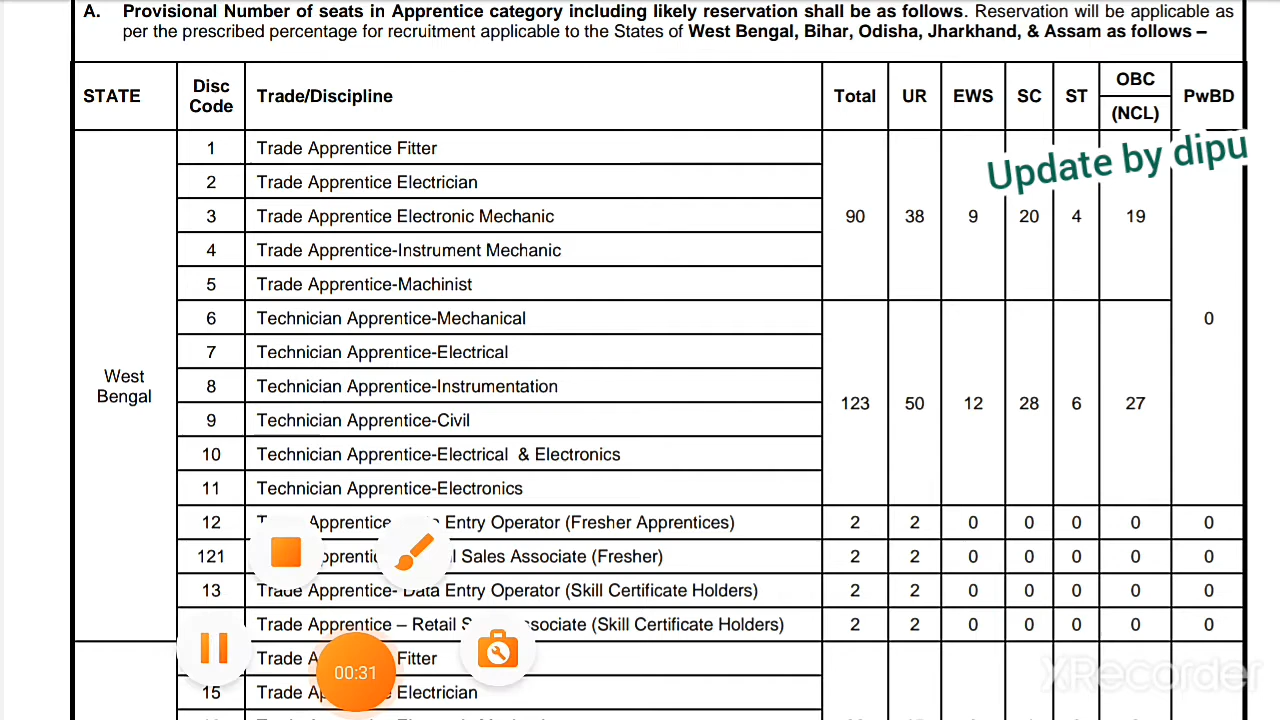 A. Provisional Number of seats in Apprentice category including likely reservation shall be as follows. Reservation will be applicable as
per the prescribed percentage for recruitment applicable to the States of West Bengal, Bihar, Odisha, Jharkhand, & Assam as follows –
STATE Disc Code Trade/Discipline Total UR EWS SC ST OBC (NCL) PwBD
Update by dipu
West Bengal
1 Trade Apprentice Fitter
2 Trade Apprentice Electrician
3 Trade Apprentice Electronic Mechanic 90 38 9 20 4 19
4 Trade Apprentice-Instrument Mechanic
5 Trade Apprentice-Machinist
6 Technician Apprentice-Mechanical 0
7 Technician Apprentice-Electrical
8 Technician Apprentice-Instrumentation
123 50 12 28 6 27
9 Technician Apprentice-Civil
10 Technician Apprentice-Electrical & Electronics
11 Technician Apprentice-Electronics
12 Apprentice Entry Operator (Fresher Apprentices) 2 2 0 0 0 0 0
121 Sales Associate (Fresher) 2 2 0 0 0 0 0
13 Trade Apprentice- Data Entry Operator (Skill Certificate Holders) 2 2 0 0 0 0 0
Trade Apprentice – Retail (Skill Certificate Holders) 2 2 0 0 0 0 0
Trade Fitter
15 Trade Electrician
00:31
XRecorder